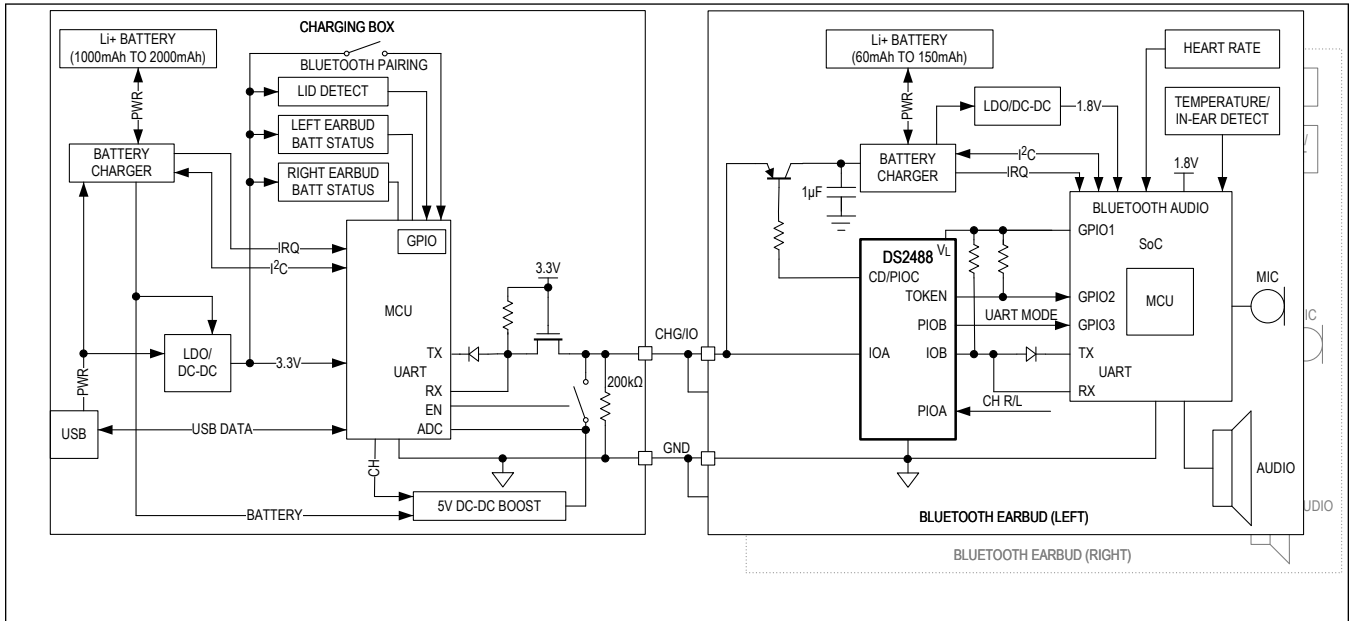 CHARGING BOX
Li+ BATTERY
(1000mAh TO 2000mAh)
BLUETOOTH PAIRING
LID DETECT
LEFT EARBUD
BATT STATUS
RIGHT EARBUD
BATT STATUS
PWR
BATTERY
CHARGER
IRQ
I²C
GPIO
MCU
3.3V
LDO/
DC-DC
3.3V
TX
UART
RX
EN
ADC
200kΩ
PWR
USB
USB DATA
CH
5V DC-DC BOOST
BATTERY
CHG/IO
GND
Li+ BATTERY
(60mAh TO 150mAh)
PWR
LDO/DC-DC
1.8V
HEART RATE
TEMPERATURE/
IN-EAR DETECT
BATTERY
CHARGER
I²C
IRQ
1µF
1.8V
BLUETOOTH AUDIO
SoC
GPIO1
MCU
GPIO2
GPIO3
TX
UART
RX
DS2488
VL
CD/PIOC
TOKEN
UART MODE
PIOB
IOA
IOB
PIOA
CH R/L
MIC
IC
AUDIO
UDIO
BLUETOOTH EARBUD (LEFT)
BLUETOOTH EARBUD (RIGHT)